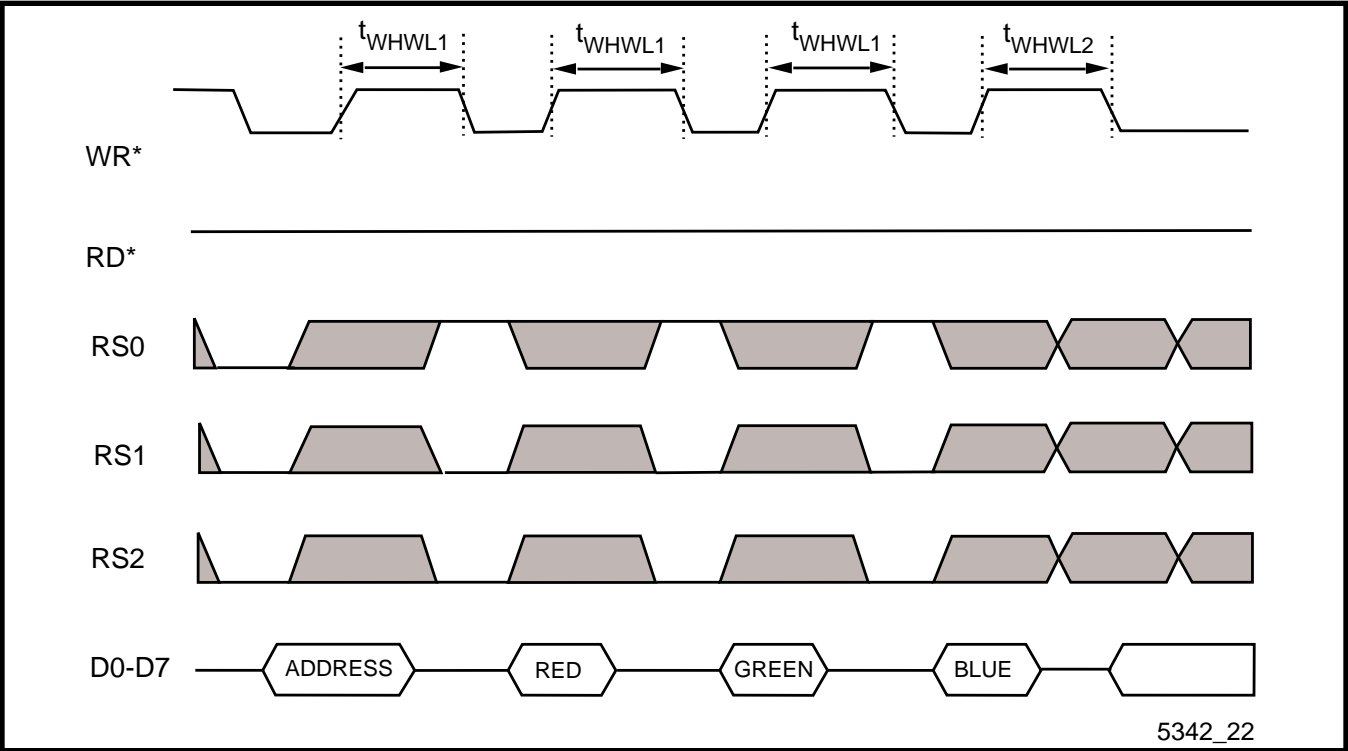 tWHWL1 tWHWL1 tWHWL1 tWHWL2
WR*
RD*
RS0
RS1
RS2
D0-D7 ADDRESS RED GREEN BLUE
5342_22